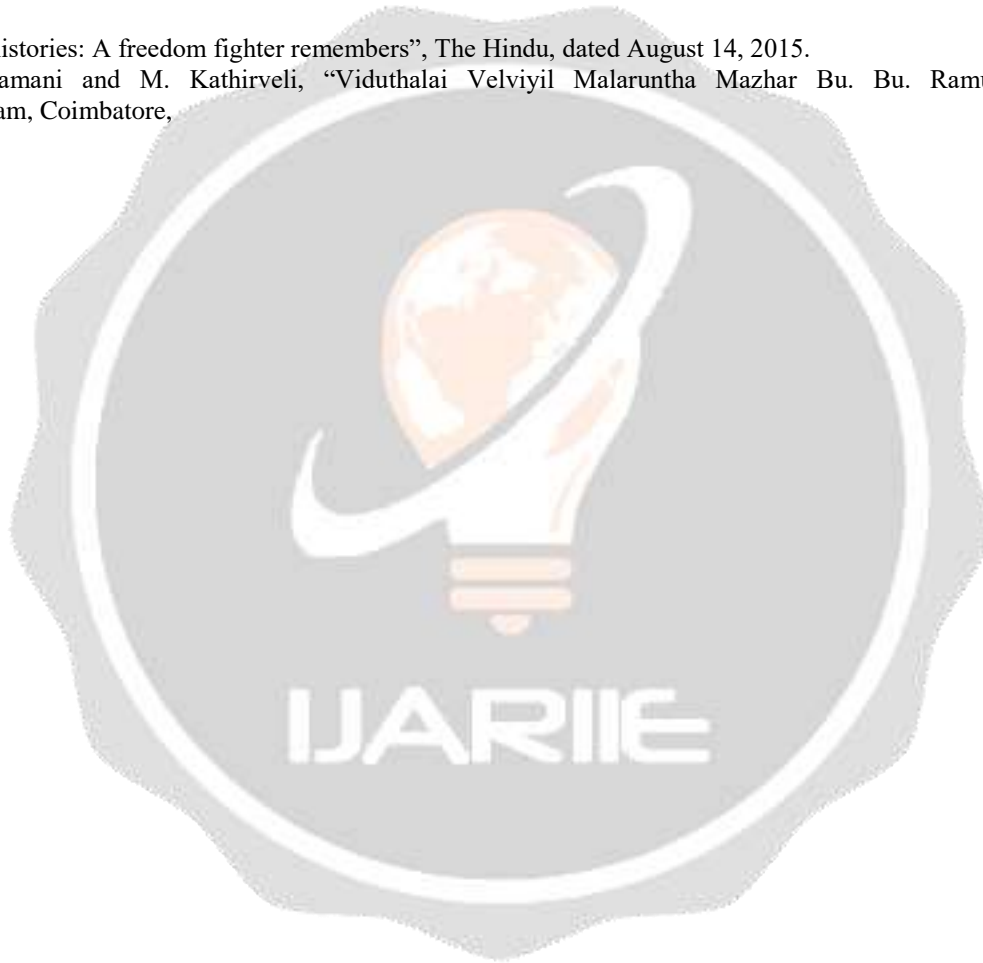 istories: A freedom fighter remembers”, The Hindu, dated August 14, 2015.
amani and M. Kathirveli, “Viduthalai Velviyil Malaruntha Mazhar Bu. Bu. Ramu
am, Coimbatore,
IJARIIE